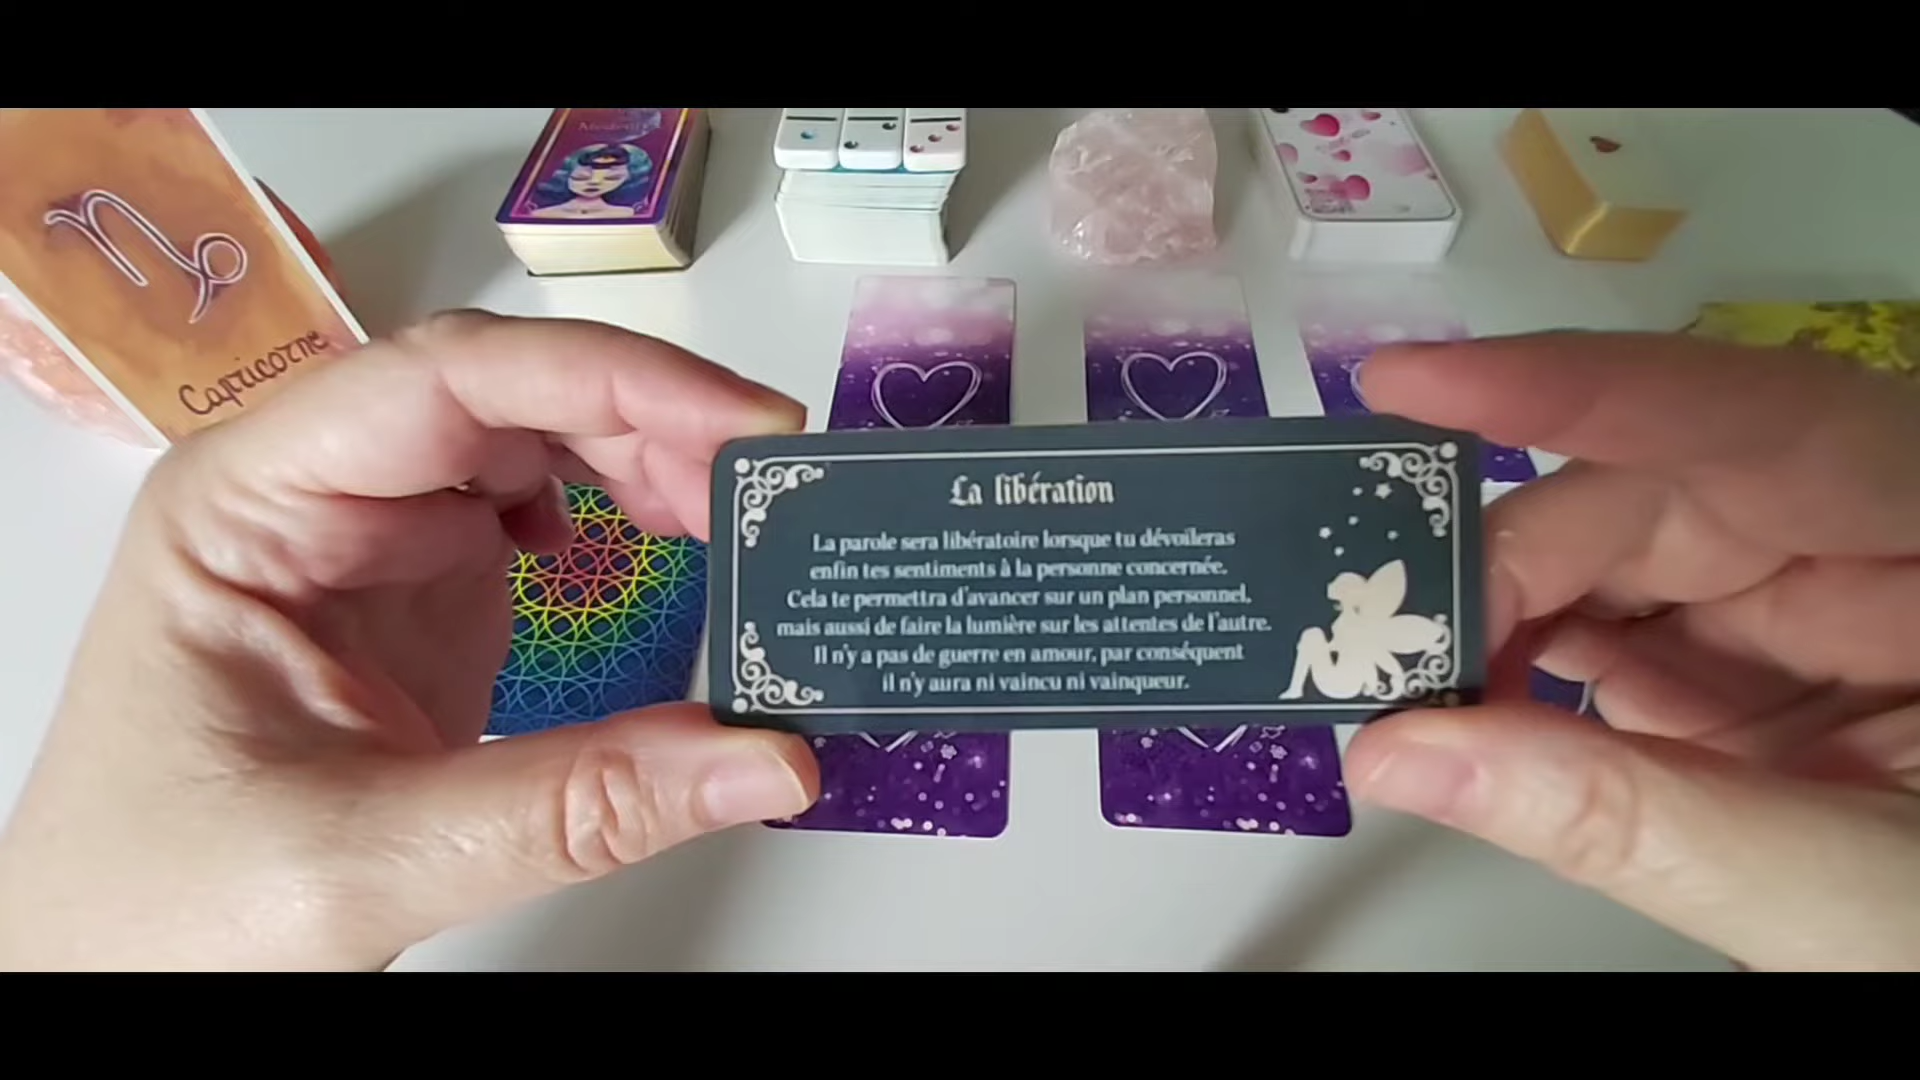 Capricorne
La libération
La parole sera libératoire lorsque tu dévoileras
enfin tes sentiments à la personne concernée.
Cela te permettra d'avancer sur un plan personnel,
mais aussi de faire la lumière sur les attentes de l'autre.
Il n'y a pas de guerre en amour, par conséquent
il n'y aura ni vaincu ni vainqueur.